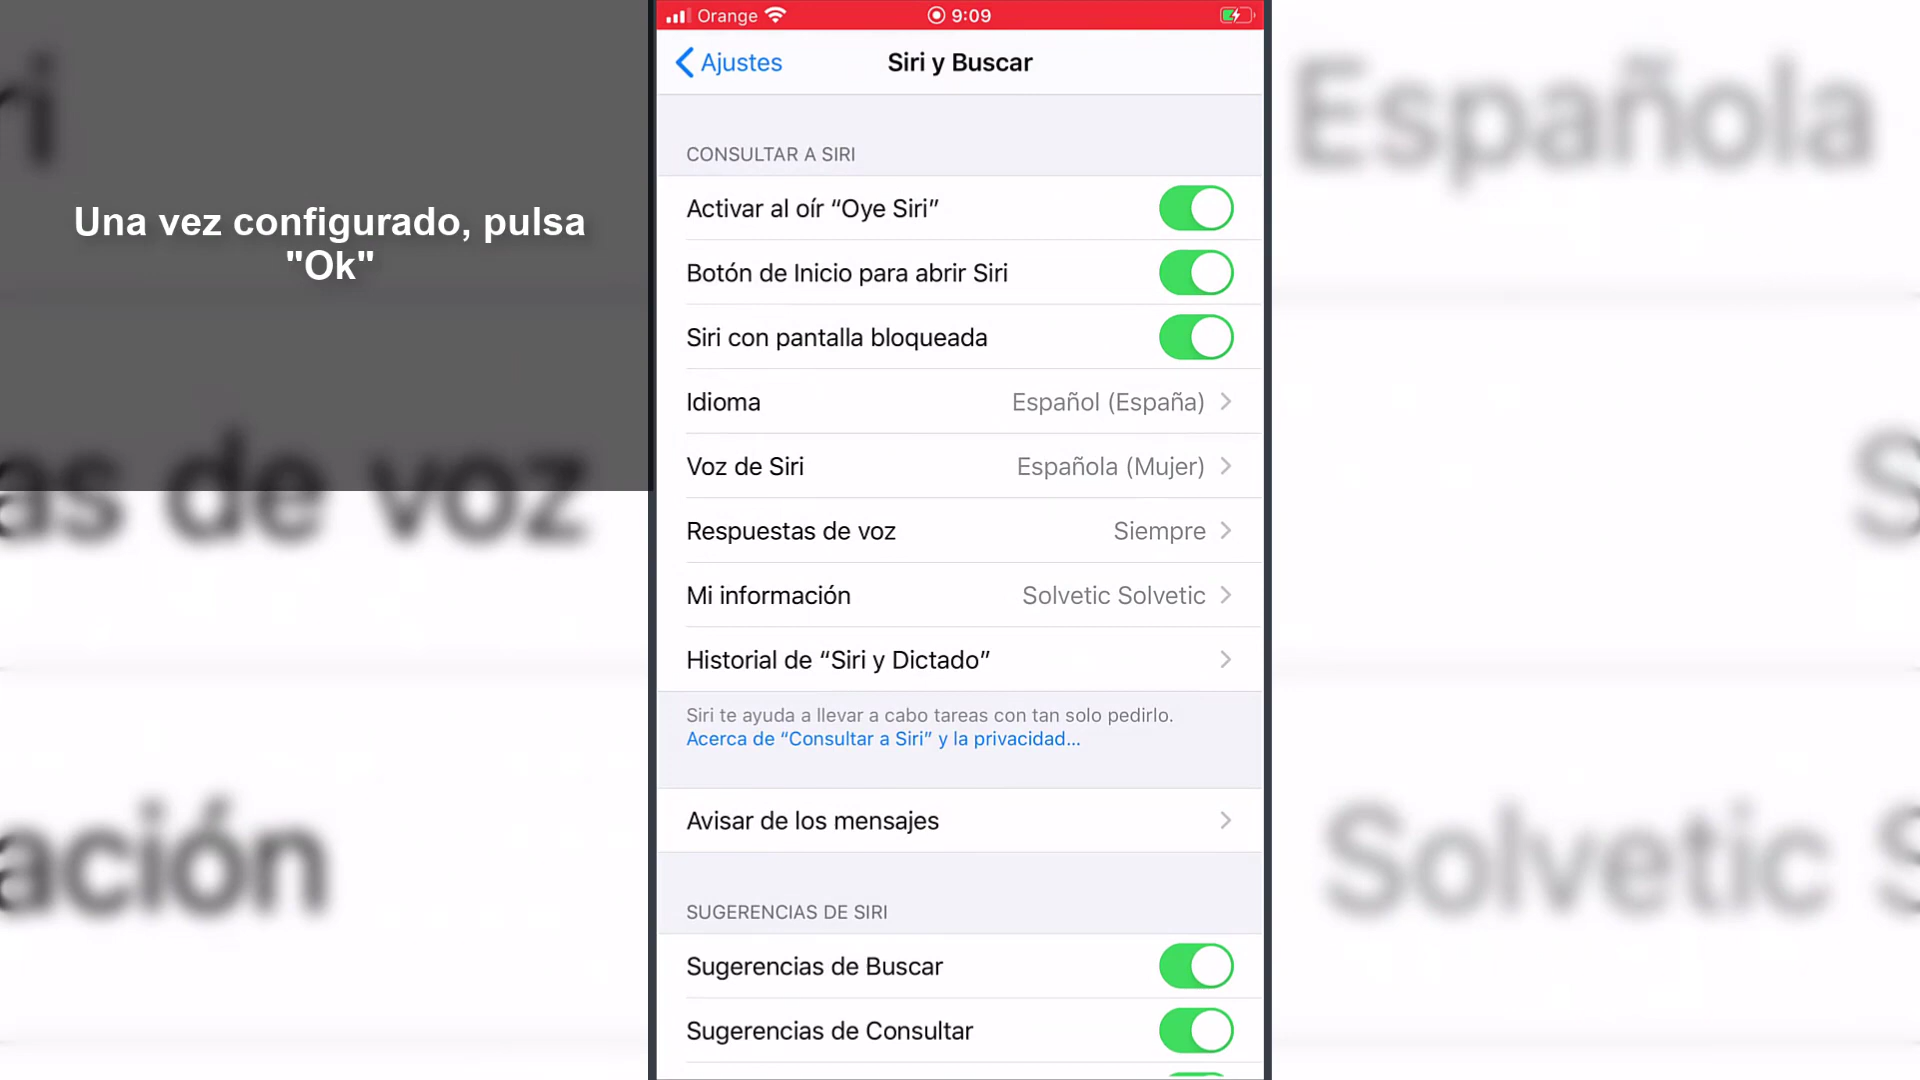 Orange 9:09
Ajustes Siri y Buscar
Una vez configurado, pulsa
"Ok"
CONSULTAR A SIRI
Activar al oír “Oye Siri”
Botón de Inicio para abrir Siri
Siri con pantalla bloqueada
Idioma Español (España)
Voz de Siri Española (Mujer)
Respuestas de voz Siempre
Mi información Solvetic Solvetic
Historial de “Siri y Dictado”
Siri te ayuda a llevar a cabo tareas con tan solo pedirlo.
Acerca de “Consultar a Siri” y la privacidad...
Avisar de los mensajes
SUGERENCIAS DE SIRI
Sugerencias de Buscar
Sugerencias de Consultar
ri
Española
as de voz
S
ación
Solvetic S